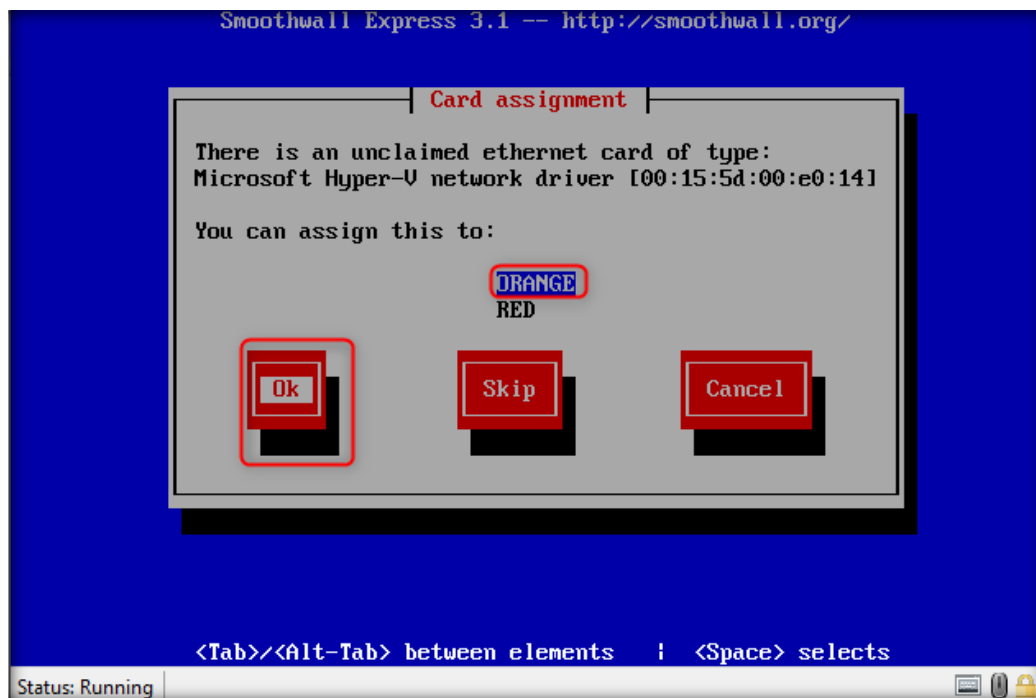 Smoothwall Express 3.1 -- http://smoothwall.org/
Card assignment
There is an unclaimed ethernet card of type:
Microsoft Hyper-V network driver [00:15:5d:00:e0:14]
You can assign this to:
ORANGE
RED
Ok Skip Cancel
<Tab>/<Alt-Tab> between elements | <Space> selects
Status: Running